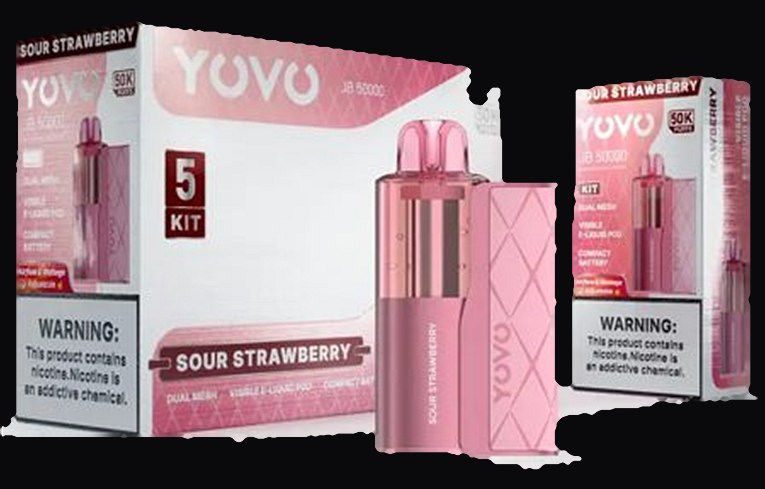 SOUR STRAWBERRY
YOVO
50K
PUFFS
JB 50000
DUAL MESH
VISIBLE
E-LIQUID POD
COMPACT
BATTERY
WARNING:
This product contains
nicotine.Nicotine is
an addictive chemical.
YOVO
JB 50000
5
KIT
SOUR STRAWBERRY
DUAL MESH VISIBLE E-LIQUID POD
SOUR STRAWBERRY
YOVO
SOUR STRAWBERRY
YOVO
50K
PUFFS
JB 50000
KIT
DUAL MESH
VISIBLE
E-LIQUID POD
COMPACT
BATTERY
WARNING:
This product contains
nicotine.Nicotine is
an addictive chemical.